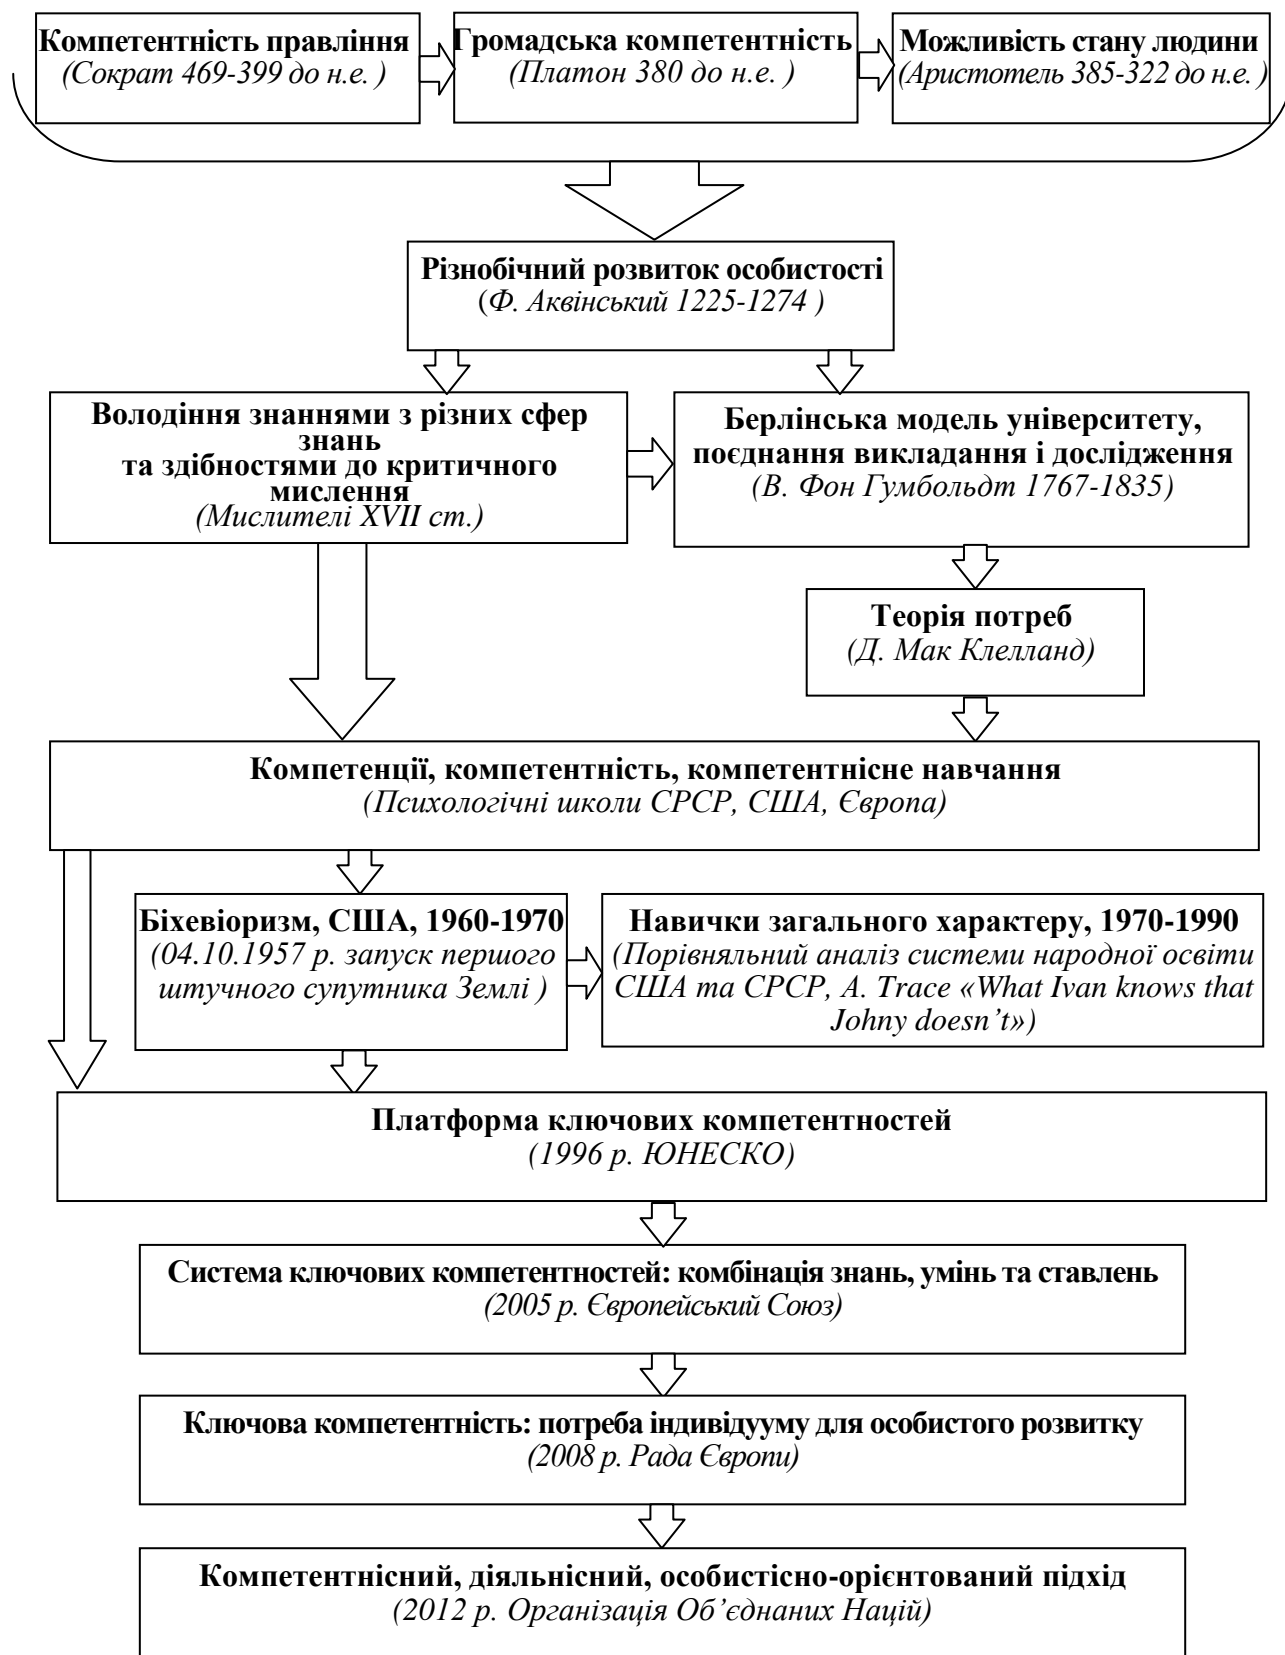 Компетентність правління
(Сократ 469-399 до н.е. )
Громадська компетентність
(Платон 380 до н.е. )
Можливість стану людини
(Аристотель 385-322 до н.е. )
Різнобічний розвиток особистості
(Ф. Аквінський 1225-1274 )
Володіння знаннями з різних сфер
знань
та здібностями до критичного
мислення
(Мислителі XVII ст.)
Берлінська модель університету,
поєднання викладання і дослідження
(В. Фон Гумбольдт 1767-1835)
Теорія потреб
(Д. Мак Клелланд)
Компетенції, компетентність, компетентнісне навчання
(Психологічні школи СРСР, США, Європа)
Біхевіоризм, США, 1960-1970
(04.10.1957 р. запуск першого
штучного супутника Землі )
Навички загального характеру, 1970-1990
(Порівняльний аналіз системи народної освіти
США та СРСР, A. Trace «What Ivan knows that
Johny doesn’t»)
Платформа ключових компетентностей
(1996 р. ЮНЕСКО)
Система ключових компетентностей: комбінація знань, умінь та ставлень
(2005 р. Європейський Союз)
Ключова компетентність: потреба індивідууму для особистого розвитку
(2008 р. Рада Європи)
Компетентнісний, діяльнісний, особистісно-орієнтований підхід
(2012 р. Організація Об’єднаних Націй)